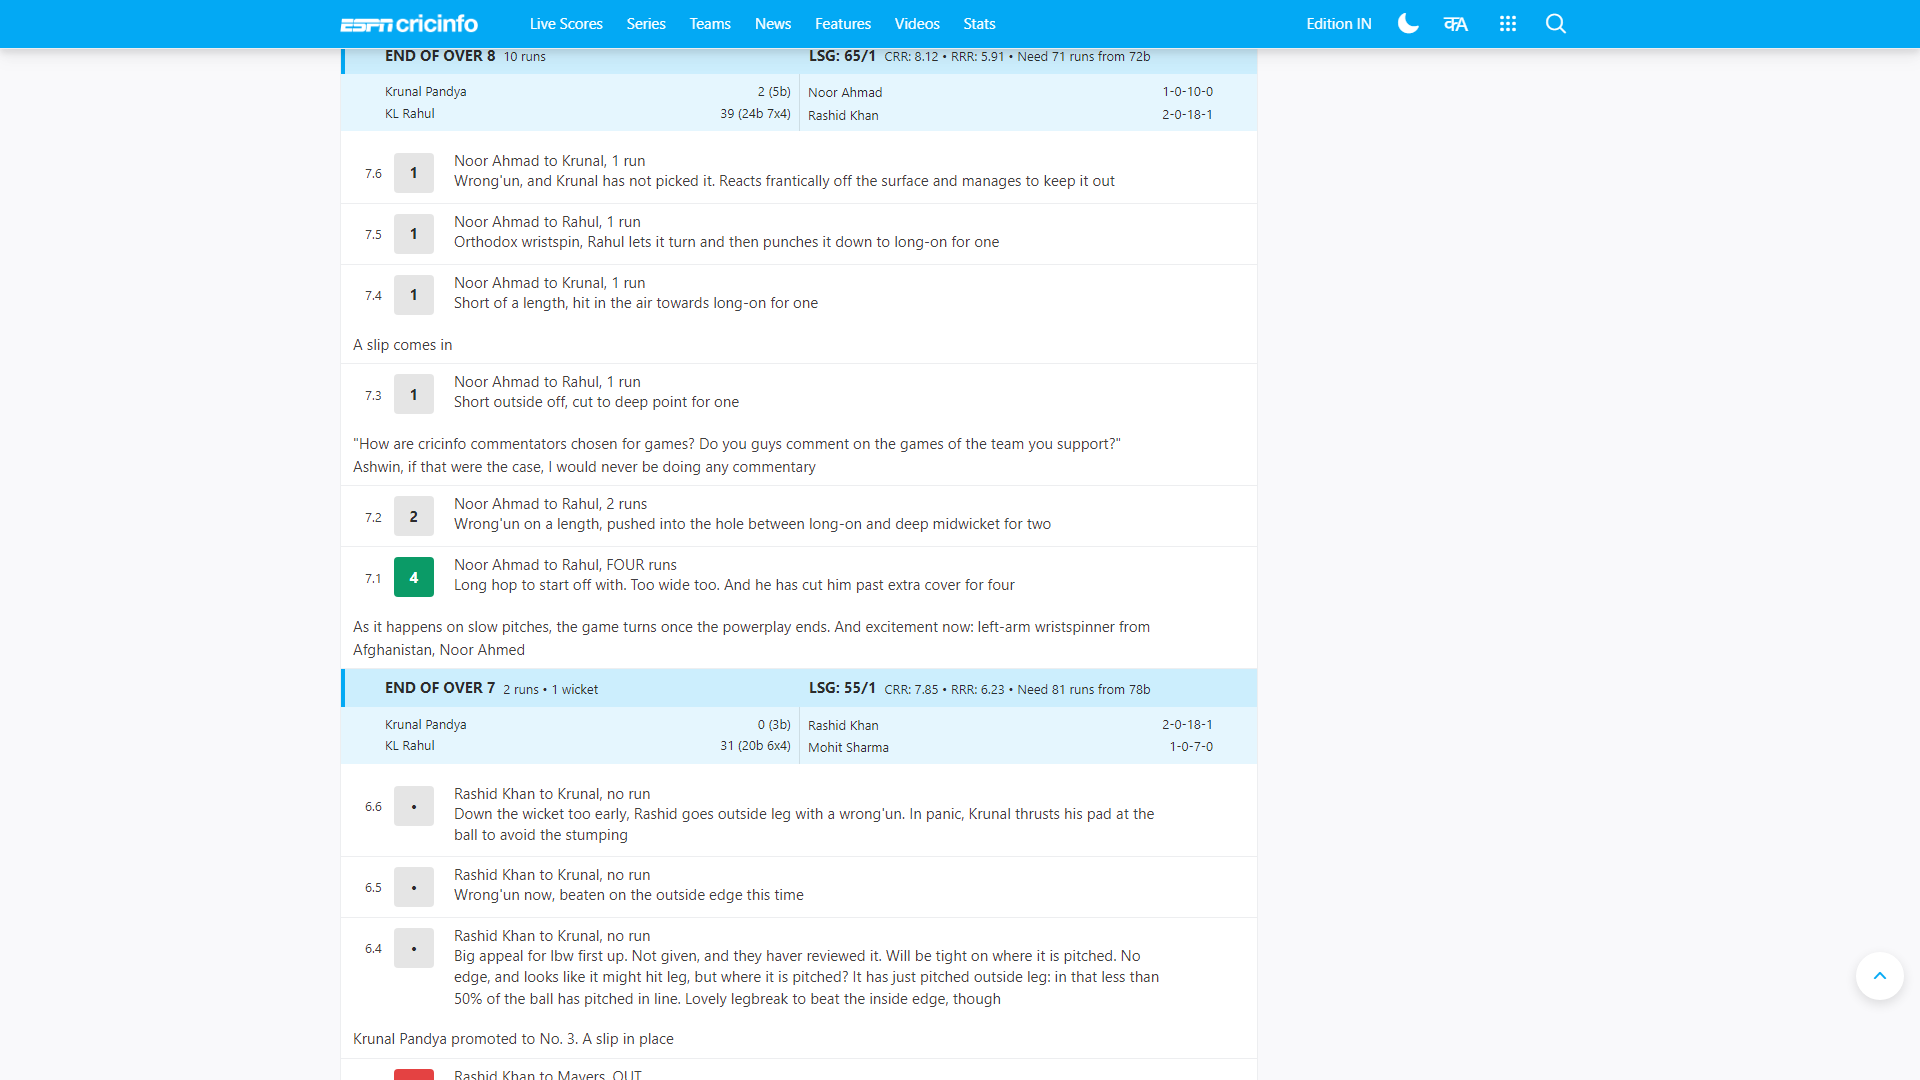 ESPN cricinfo Live Scores Series Teams News Features Videos Stats Edition IN कA
END OF OVER 8 10 runs LSG: 65/1 CRR: 8.12 • RRR: 5.91 • Need 71 runs from 72b
Krunal Pandya 2 (5b) Noor Ahmad 1-0-10-0
KL Rahul 39 (24b 7x4) Rashid Khan 2-0-18-1
Noor Ahmad to Krunal, 1 run
7.6 1 Wrong'un, and Krunal has not picked it. Reacts frantically off the surface and manages to keep it out
Noor Ahmad to Rahul, 1 run
7.5 1 Orthodox wristspin, Rahul lets it turn and then punches it down to long-on for one
Noor Ahmad to Krunal, 1 run
7.4 1 Short of a length, hit in the air towards long-on for one
A slip comes in
Noor Ahmad to Rahul, 1 run
7.3 1 Short outside off, cut to deep point for one
"How are cricinfo commentators chosen for games? Do you guys comment on the games of the team you support?"
Ashwin, if that were the case, I would never be doing any commentary
Noor Ahmad to Rahul, 2 runs
7.2 2 Wrong'un on a length, pushed into the hole between long-on and deep midwicket for two
Noor Ahmad to Rahul, FOUR runs
7.1 4 Long hop to start off with. Too wide too. And he has cut him past extra cover for four
As it happens on slow pitches, the game turns once the powerplay ends. And excitement now: left-arm wristspinner from
Afghanistan, Noor Ahmed
END OF OVER 7 2 runs • 1 wicket LSG: 55/1 CRR: 7.85 • RRR: 6.23 • Need 81 runs from 78b
Krunal Pandya 0 (3b) Rashid Khan 2-0-18-1
KL Rahul 31 (20b 6x4) Mohit Sharma 1-0-7-0
Rashid Khan to Krunal, no run
6.6 • Down the wicket too early, Rashid goes outside leg with a wrong'un. In panic, Krunal thrusts his pad at the
ball to avoid the stumping
Rashid Khan to Krunal, no run
6.5 • Wrong'un now, beaten on the outside edge this time
Rashid Khan to Krunal, no run
6.4 • Big appeal for lbw first up. Not given, and they haver reviewed it. Will be tight on where it is pitched. No
edge, and looks like it might hit leg, but where it is pitched? It has just pitched outside leg: in that less than
50% of the ball has pitched in line. Lovely legbreak to beat the inside edge, though
Krunal Pandya promoted to No. 3. A slip in place
Rashid Khan to Mayers, OUT